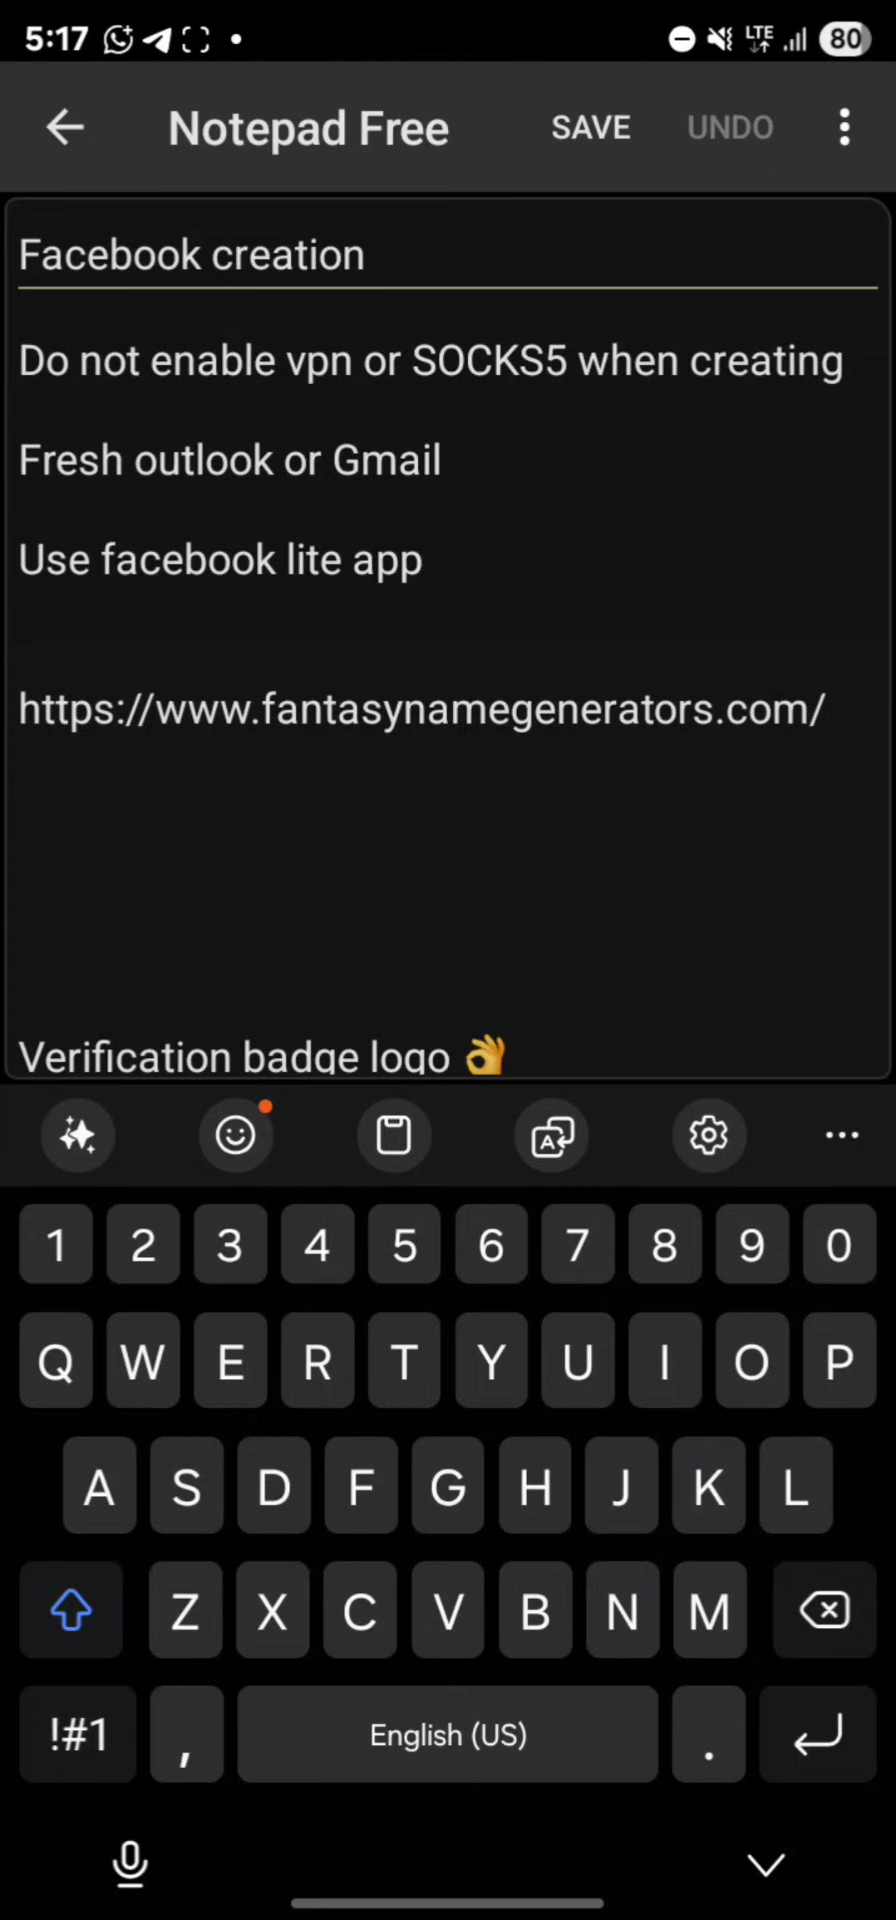 5:17
LTE
80
Notepad Free
SAVE
UNDO
Facebook creation
Do not enable vpn or SOCKS5 when creating
Fresh outlook or Gmail
Use facebook lite app
https://www.fantasynamegenerators.com/
Verification badge logo 👌
1 2 3 4 5 6 7 8 9 0
Q W E R T Y U I O P
A S D F G H J K L
Z X C V B N M
!#1 , English (US) .